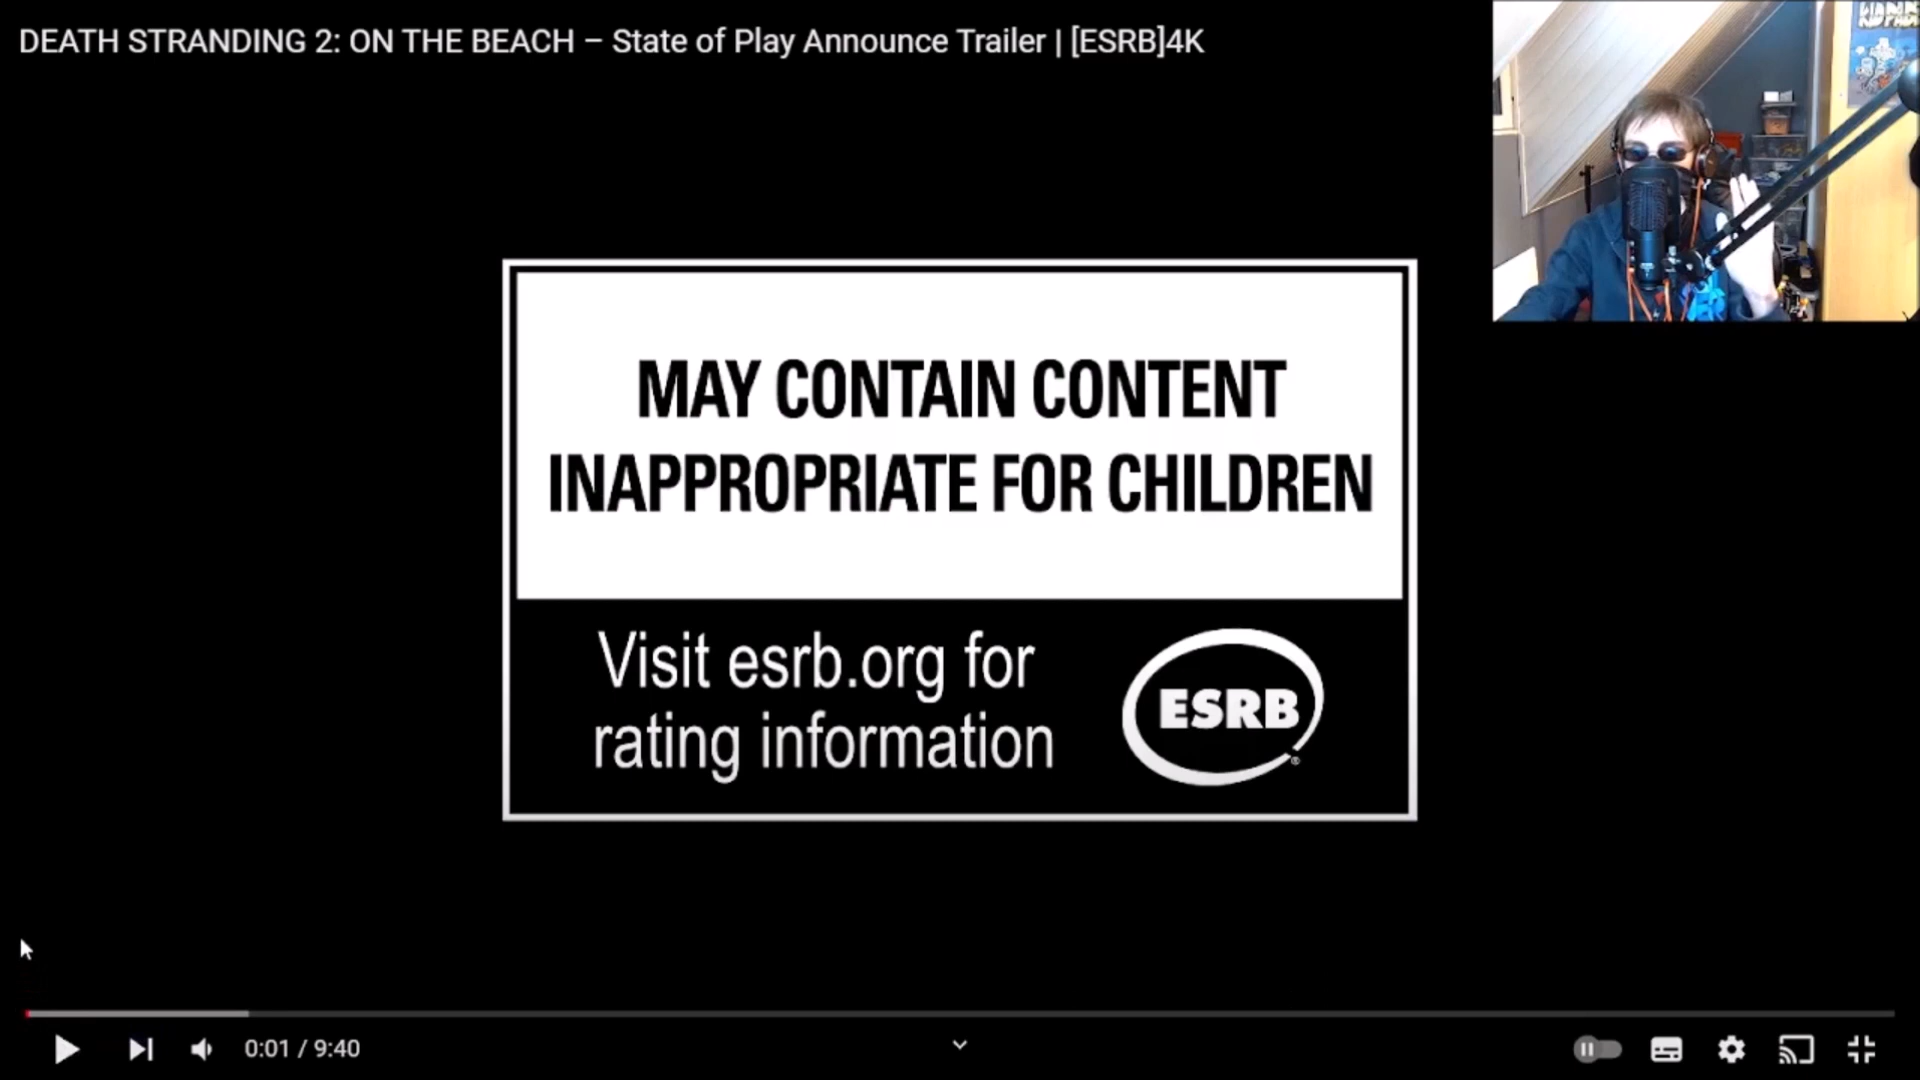 DEATH STRANDING 2: ON THE BEACH – State of Play Announce Trailer | [ESRB]4K
MAY CONTAIN CONTENT
INAPPROPRIATE FOR CHILDREN
Visit esrb.org for
rating information
ESRB
®
0:01 / 9:40